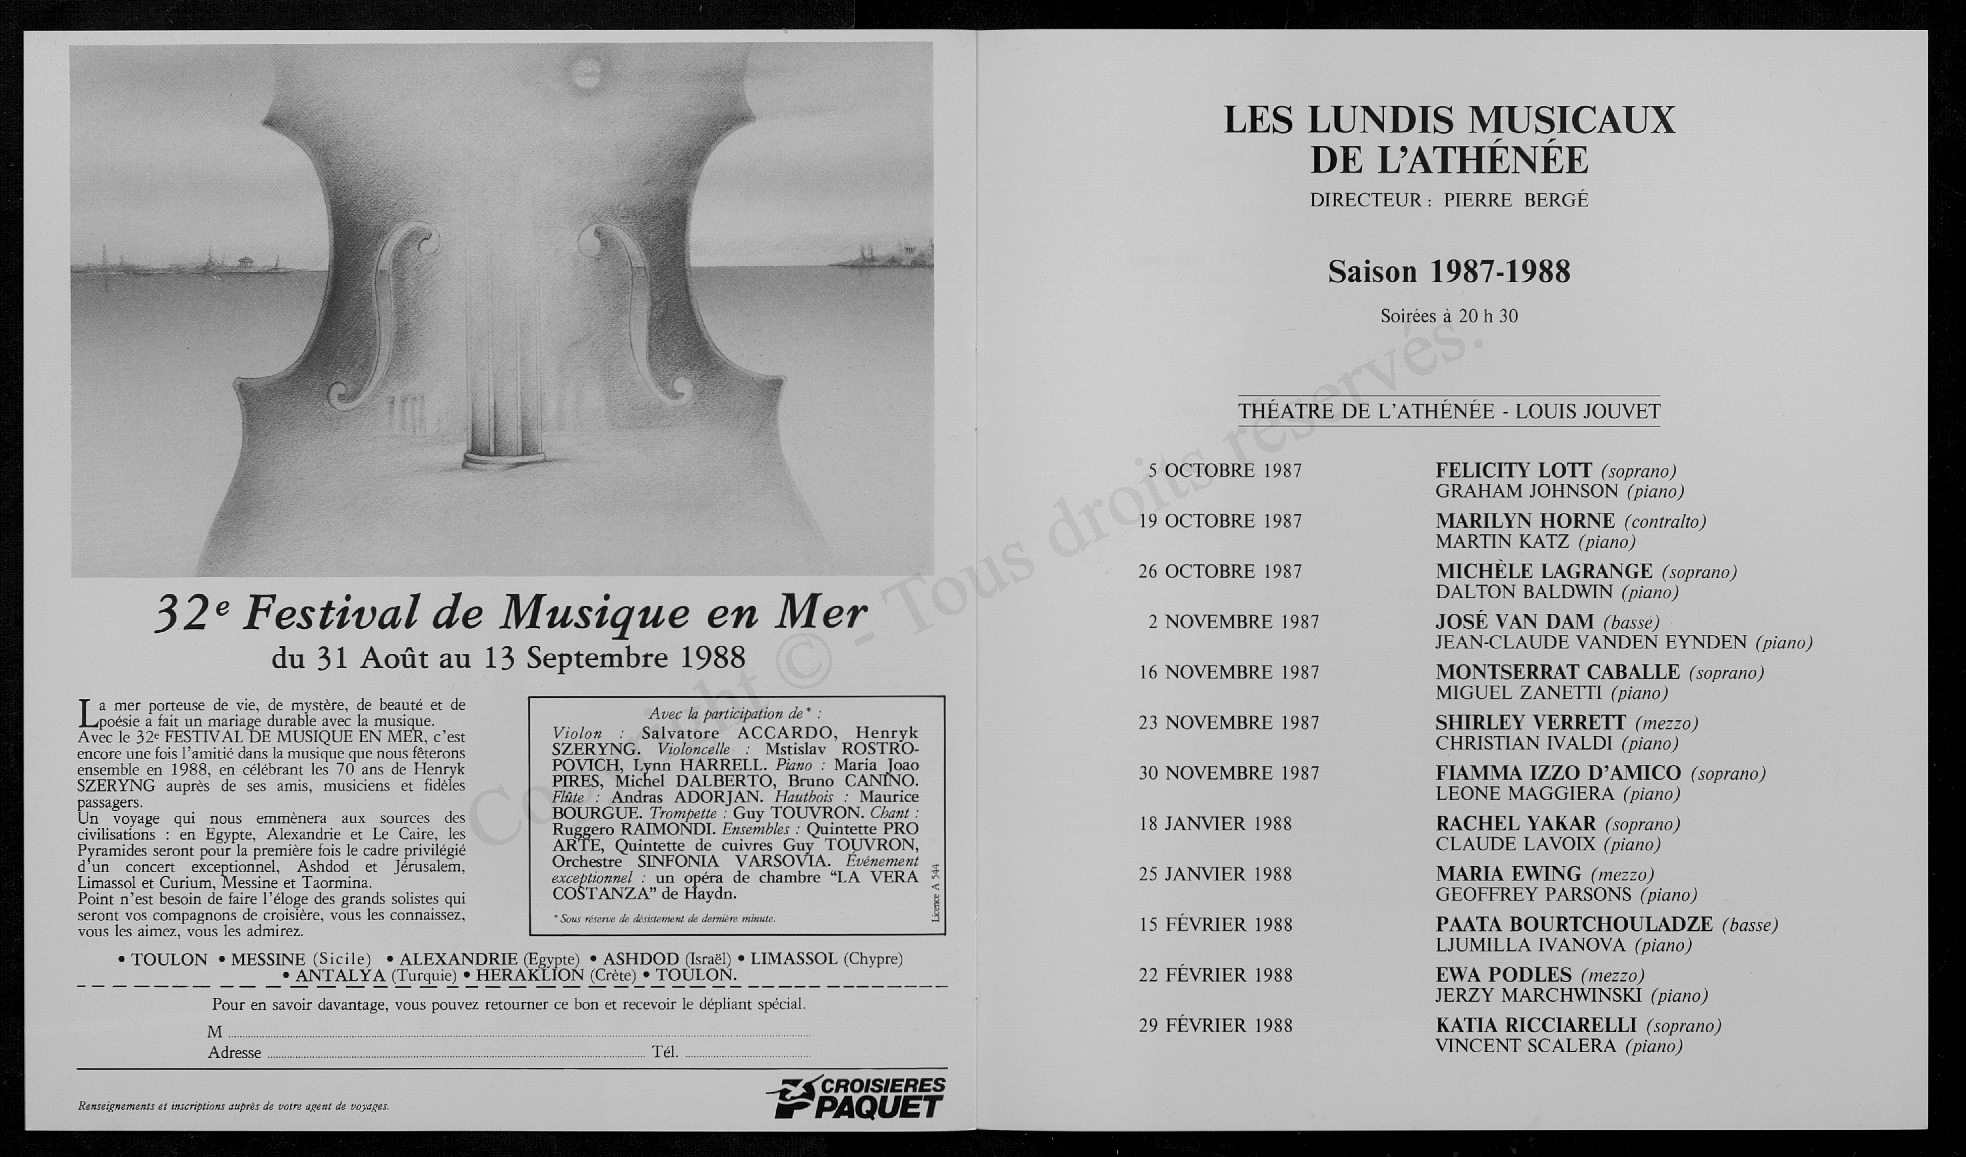 32e Festival de Musique en Mer
du 31 Août au 13 Septembre 1988
La mer porteuse de vie, de mystère, de beauté et de
poésie a fait un mariage durable avec la musique.
Avec le 32e FESTIVAL DE MUSIQUE EN MER, c'est
encore une fois l'amitié dans la musique que nous fêterons
ensemble en 1988, en célébrant les 70 ans de Henryk
SZERYNG auprès de ses amis, musiciens et fidèles
passagers.
Un voyage qui nous emmènera aux sources des
civilisations : en Egypte, Alexandrie et Le Caire, les
Pyramides seront pour la première fois le cadre privilégié
d'un concert exceptionnel, Ashdod et Jérusalem,
Limassol et Curium, Messine et Taormina.
Point n'est besoin de faire l'éloge des grands solistes qui
seront vos compagnons de croisière, vous les connaissez,
vous les aimez, vous les admirez.
Avec la participation de* :
Violon : Salvatore ACCARDO, Henryk
SZERYNG. Violoncelle : Mstislav ROSTRO-
POVICH, Lynn HARRELL. Piano : Maria Joao
PIRES, Michel DALBERTO, Bruno CANINO.
Flûte : Andras ADORJAN. Hautbois : Maurice
BOURGUE. Trompette : Guy TOUVRON. Chant :
Ruggero RAIMONDI. Ensembles : Quintette PRO
ARTE, Quintette de cuivres Guy TOUVRON,
Orchestre SINFONIA VARSOVIA. Événement
exceptionnel : un opéra de chambre “LA VERA
COSTANZA” de Haydn.
* Sous réserve de désistement de dernière minute.
Licence A 544
• TOULON • MESSINE (Sicile) • ALEXANDRIE (Egypte) • ASHDOD (Israël) • LIMASSOL (Chypre)
• ANTALYA (Turquie) • HERAKLION (Crète) • TOULON.
Pour en savoir davantage, vous pouvez retourner ce bon et recevoir le dépliant spécial.
M
Adresse Tél.
CROISIERES
PAQUET
Renseignements et inscriptions auprès de votre agent de voyages.
LES LUNDIS MUSICAUX
DE L'ATHÉNÉE
DIRECTEUR : PIERRE BERGÉ
Saison 1987-1988
Soirées à 20 h 30
THÉATRE DE L'ATHÉNÉE - LOUIS JOUVET
5 OCTOBRE 1987 FELICITY LOTT (soprano)
GRAHAM JOHNSON (piano)
19 OCTOBRE 1987 MARILYN HORNE (contralto)
MARTIN KATZ (piano)
26 OCTOBRE 1987 MICHÈLE LAGRANGE (soprano)
DALTON BALDWIN (piano)
2 NOVEMBRE 1987 JOSÉ VAN DAM (basse)
JEAN-CLAUDE VANDEN EYNDEN (piano)
16 NOVEMBRE 1987 MONTSERRAT CABALLE (soprano)
MIGUEL ZANETTI (piano)
23 NOVEMBRE 1987 SHIRLEY VERRETT (mezzo)
CHRISTIAN IVALDI (piano)
30 NOVEMBRE 1987 FIAMMA IZZO D'AMICO (soprano)
LEONE MAGGIERA (piano)
18 JANVIER 1988 RACHEL YAKAR (soprano)
CLAUDE LAVOIX (piano)
25 JANVIER 1988 MARIA EWING (mezzo)
GEOFFREY PARSONS (piano)
15 FÉVRIER 1988 PAATA BOURTCHOULADZE (basse)
LJUMILLA IVANOVA (piano)
22 FÉVRIER 1988 EWA PODLES (mezzo)
JERZY MARCHWINSKI (piano)
29 FÉVRIER 1988 KATIA RICCIARELLI (soprano)
VINCENT SCALERA (piano)
Copyright © - Tous droits réservés.